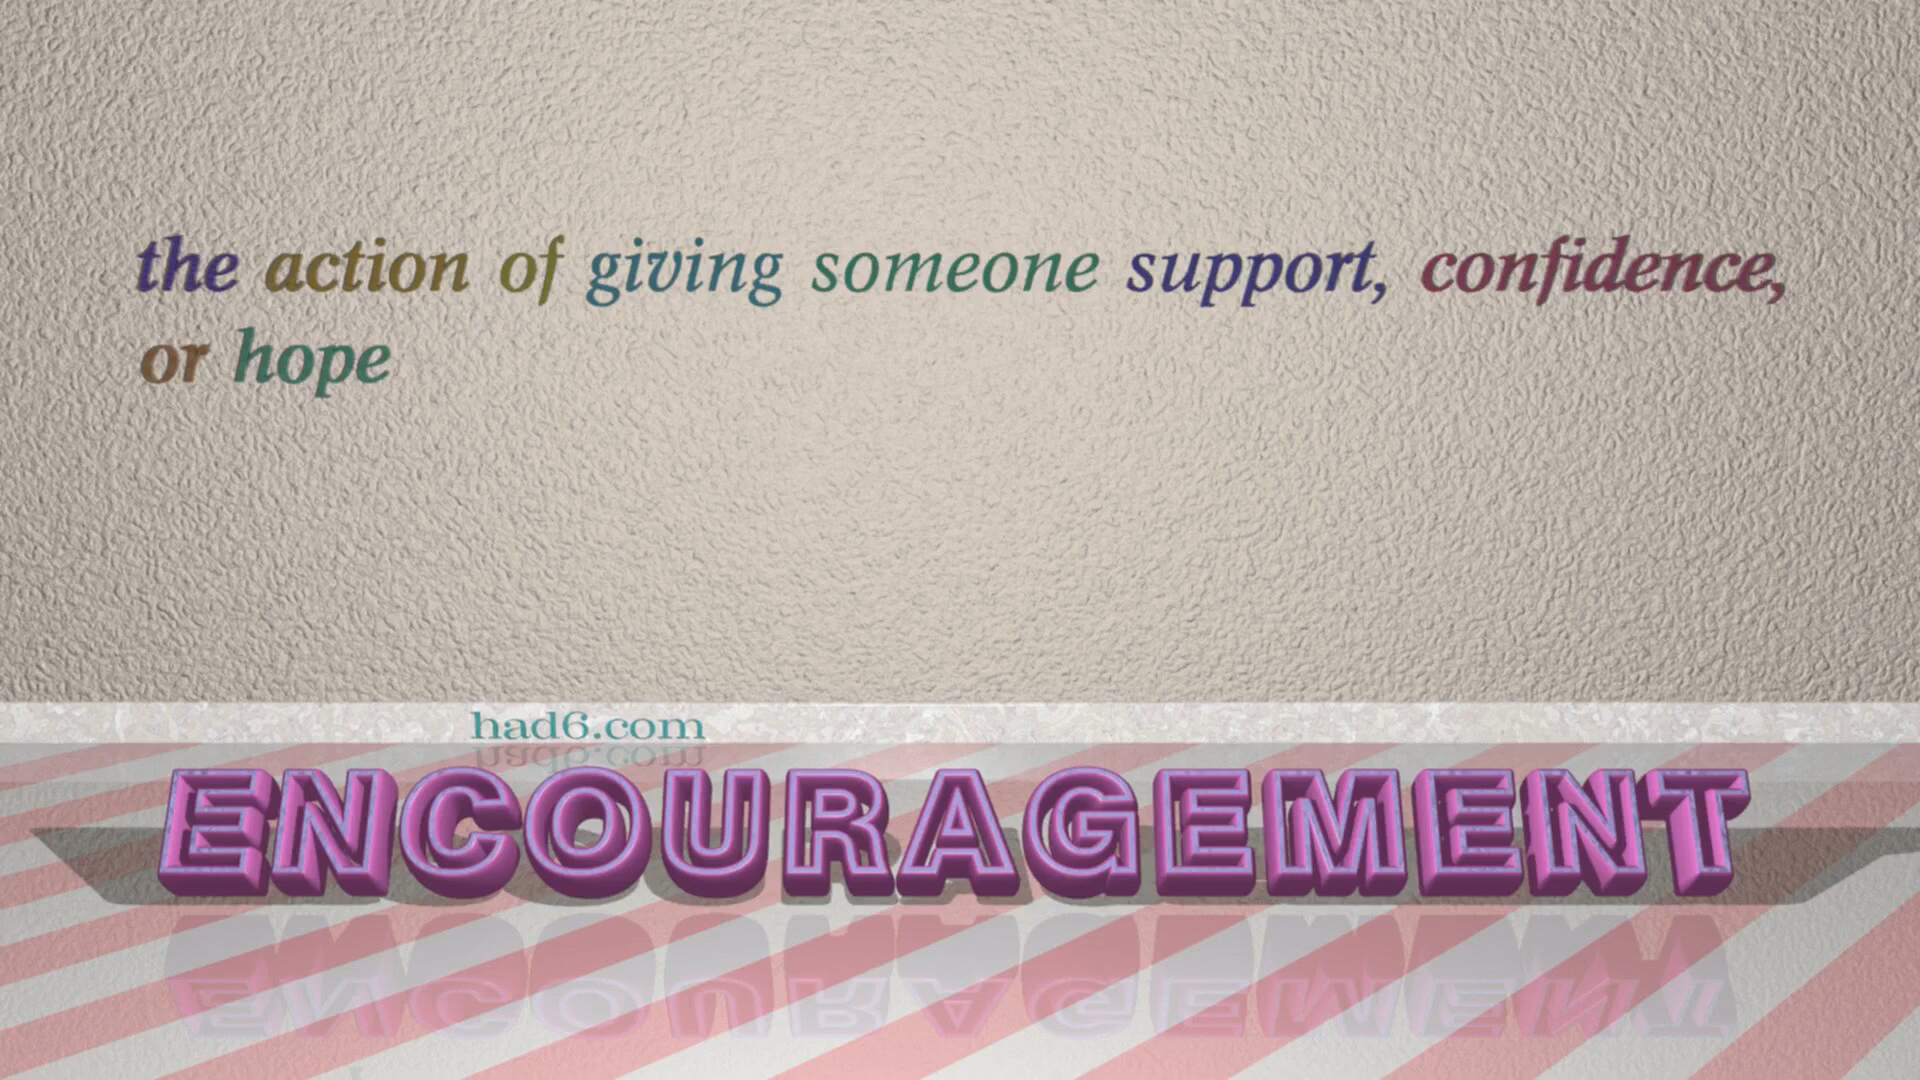 the action of giving someone support, confidence,
or hope
had6.com
ENCOURAGEMENT